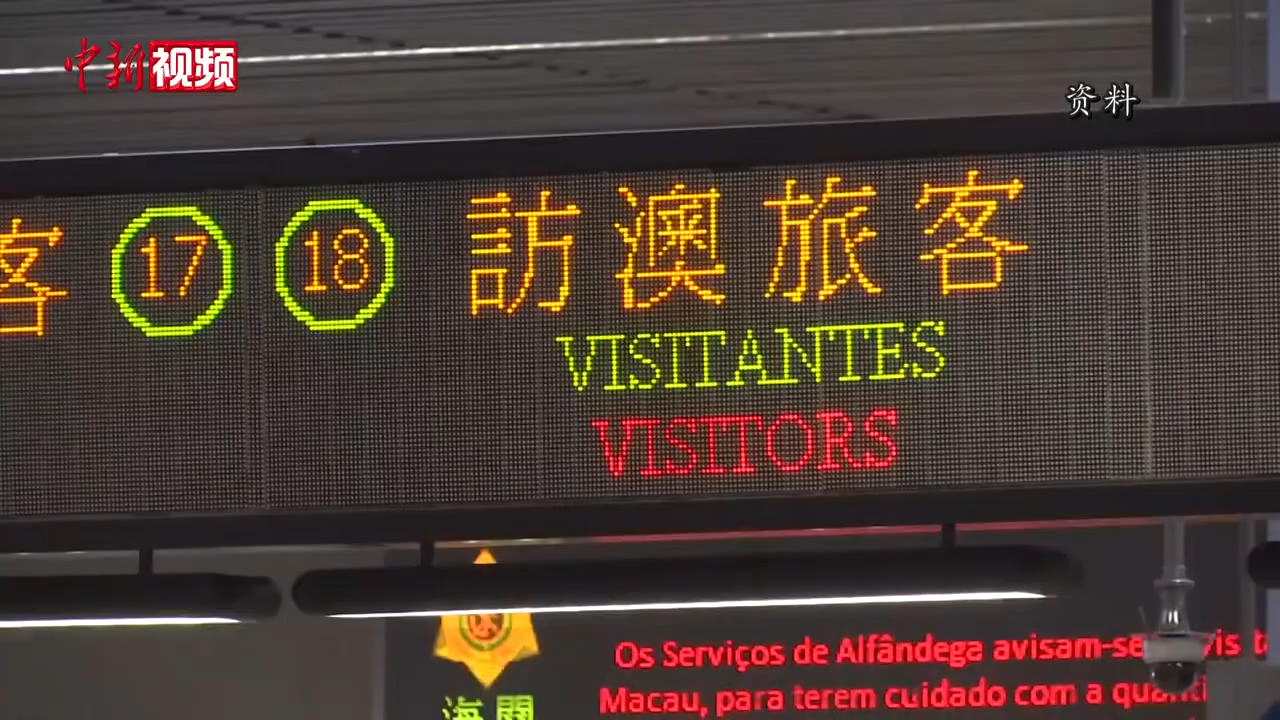 中新视频
资料
客 17 18 訪澳旅客
VISITANTES
VISITORS
Os Serviços de Alfândega avisam-se
Macau, para terem cuidado com a
海關